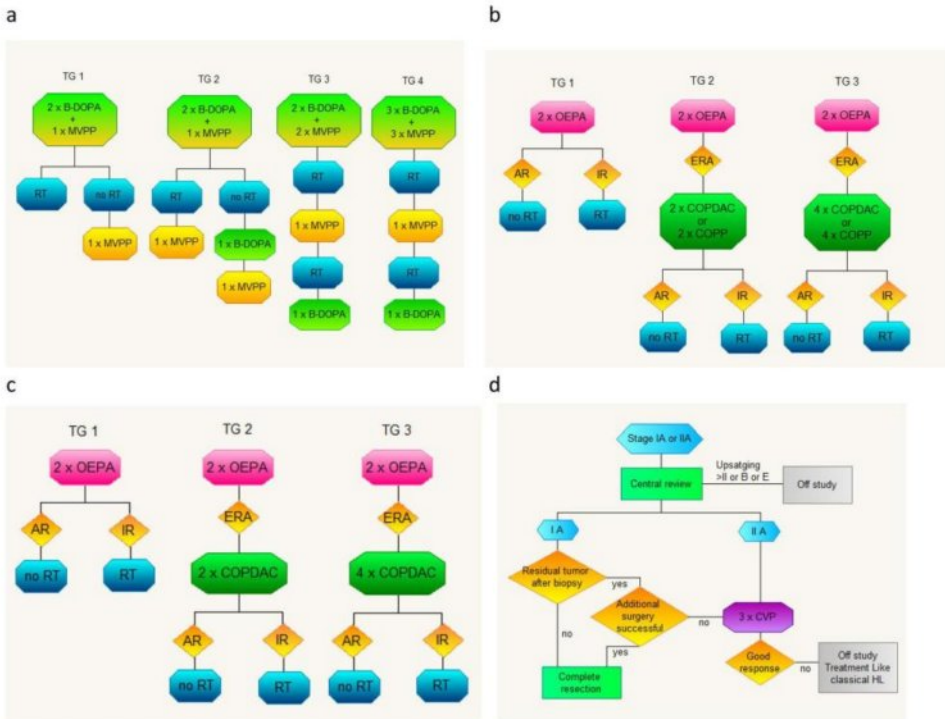 a
TG 1
TG 2
TG 3
TG 4
2 x B-DOPA
+
1 x MVPP
2 x B-DOPA
+
1 x MVPP
2 x B-DOPA
+
2 x MVPP
3 x B-DOPA
+
3 x MVPP
RT
no RT
RT
no RT
RT
RT
1 x MVPP
1 x MVPP
1 x B-DOPA
1 x MVPP
1 x MVPP
1 x MVPP
RT
RT
1 x B-DOPA
1 x B-DOPA
b
TG 1
TG 2
TG 3
2 x OEPA
2 x OEPA
2 x OEPA
AR
IR
ERA
ERA
no RT
RT
2 x COPDAC
or
2 x COPP
4 x COPDAC
or
4 x COPP
AR
IR
AR
IR
no RT
RT
no RT
RT
c
TG 1
TG 2
TG 3
2 x OEPA
2 x OEPA
2 x OEPA
AR
IR
ERA
ERA
no RT
RT
2 x COPDAC
4 x COPDAC
AR
IR
AR
IR
no RT
RT
no RT
RT
d
Stage IA or IIA
Central review
Upsatging
>II or B or E
Off study
I A
II A
Residual tumor
after biopsy
yes
Additional
surgery
successful
no
3 x CVP
no
yes
Complete
resection
Good
response
no
Off study
Treatment Like
classical HL